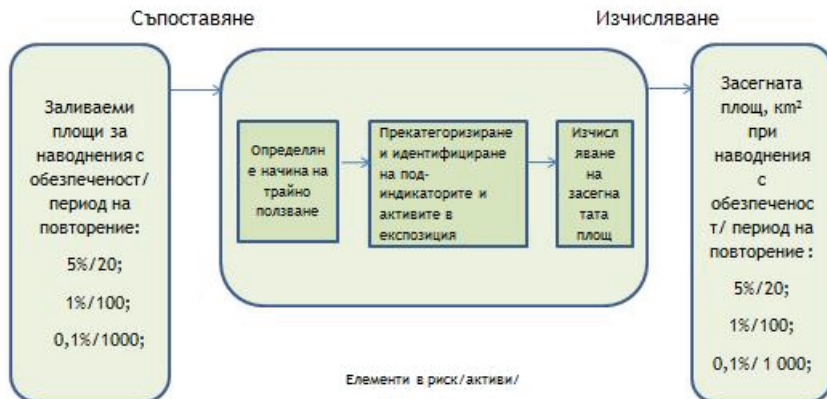 Съпоставяне
Изчисляване
Заливаеми
площи за
наводнения с
обезпеченост/
период на
повторение:
5%/20;
1%/100;
0,1%/1000;
Определян
е начина на
трайно
ползване
Прекатегоризиране
и идентифициране
на под-
индикаторите и
активите в
експозиция
Изчисл
яване
на
засегна
тата
площ
Засегната
площ, km²
при
наводнения
с
обезпеченос
т/ период на
повторение :
5%/20;
1%/100;
0,1%/ 1 000;
Елементи в риск/активи/